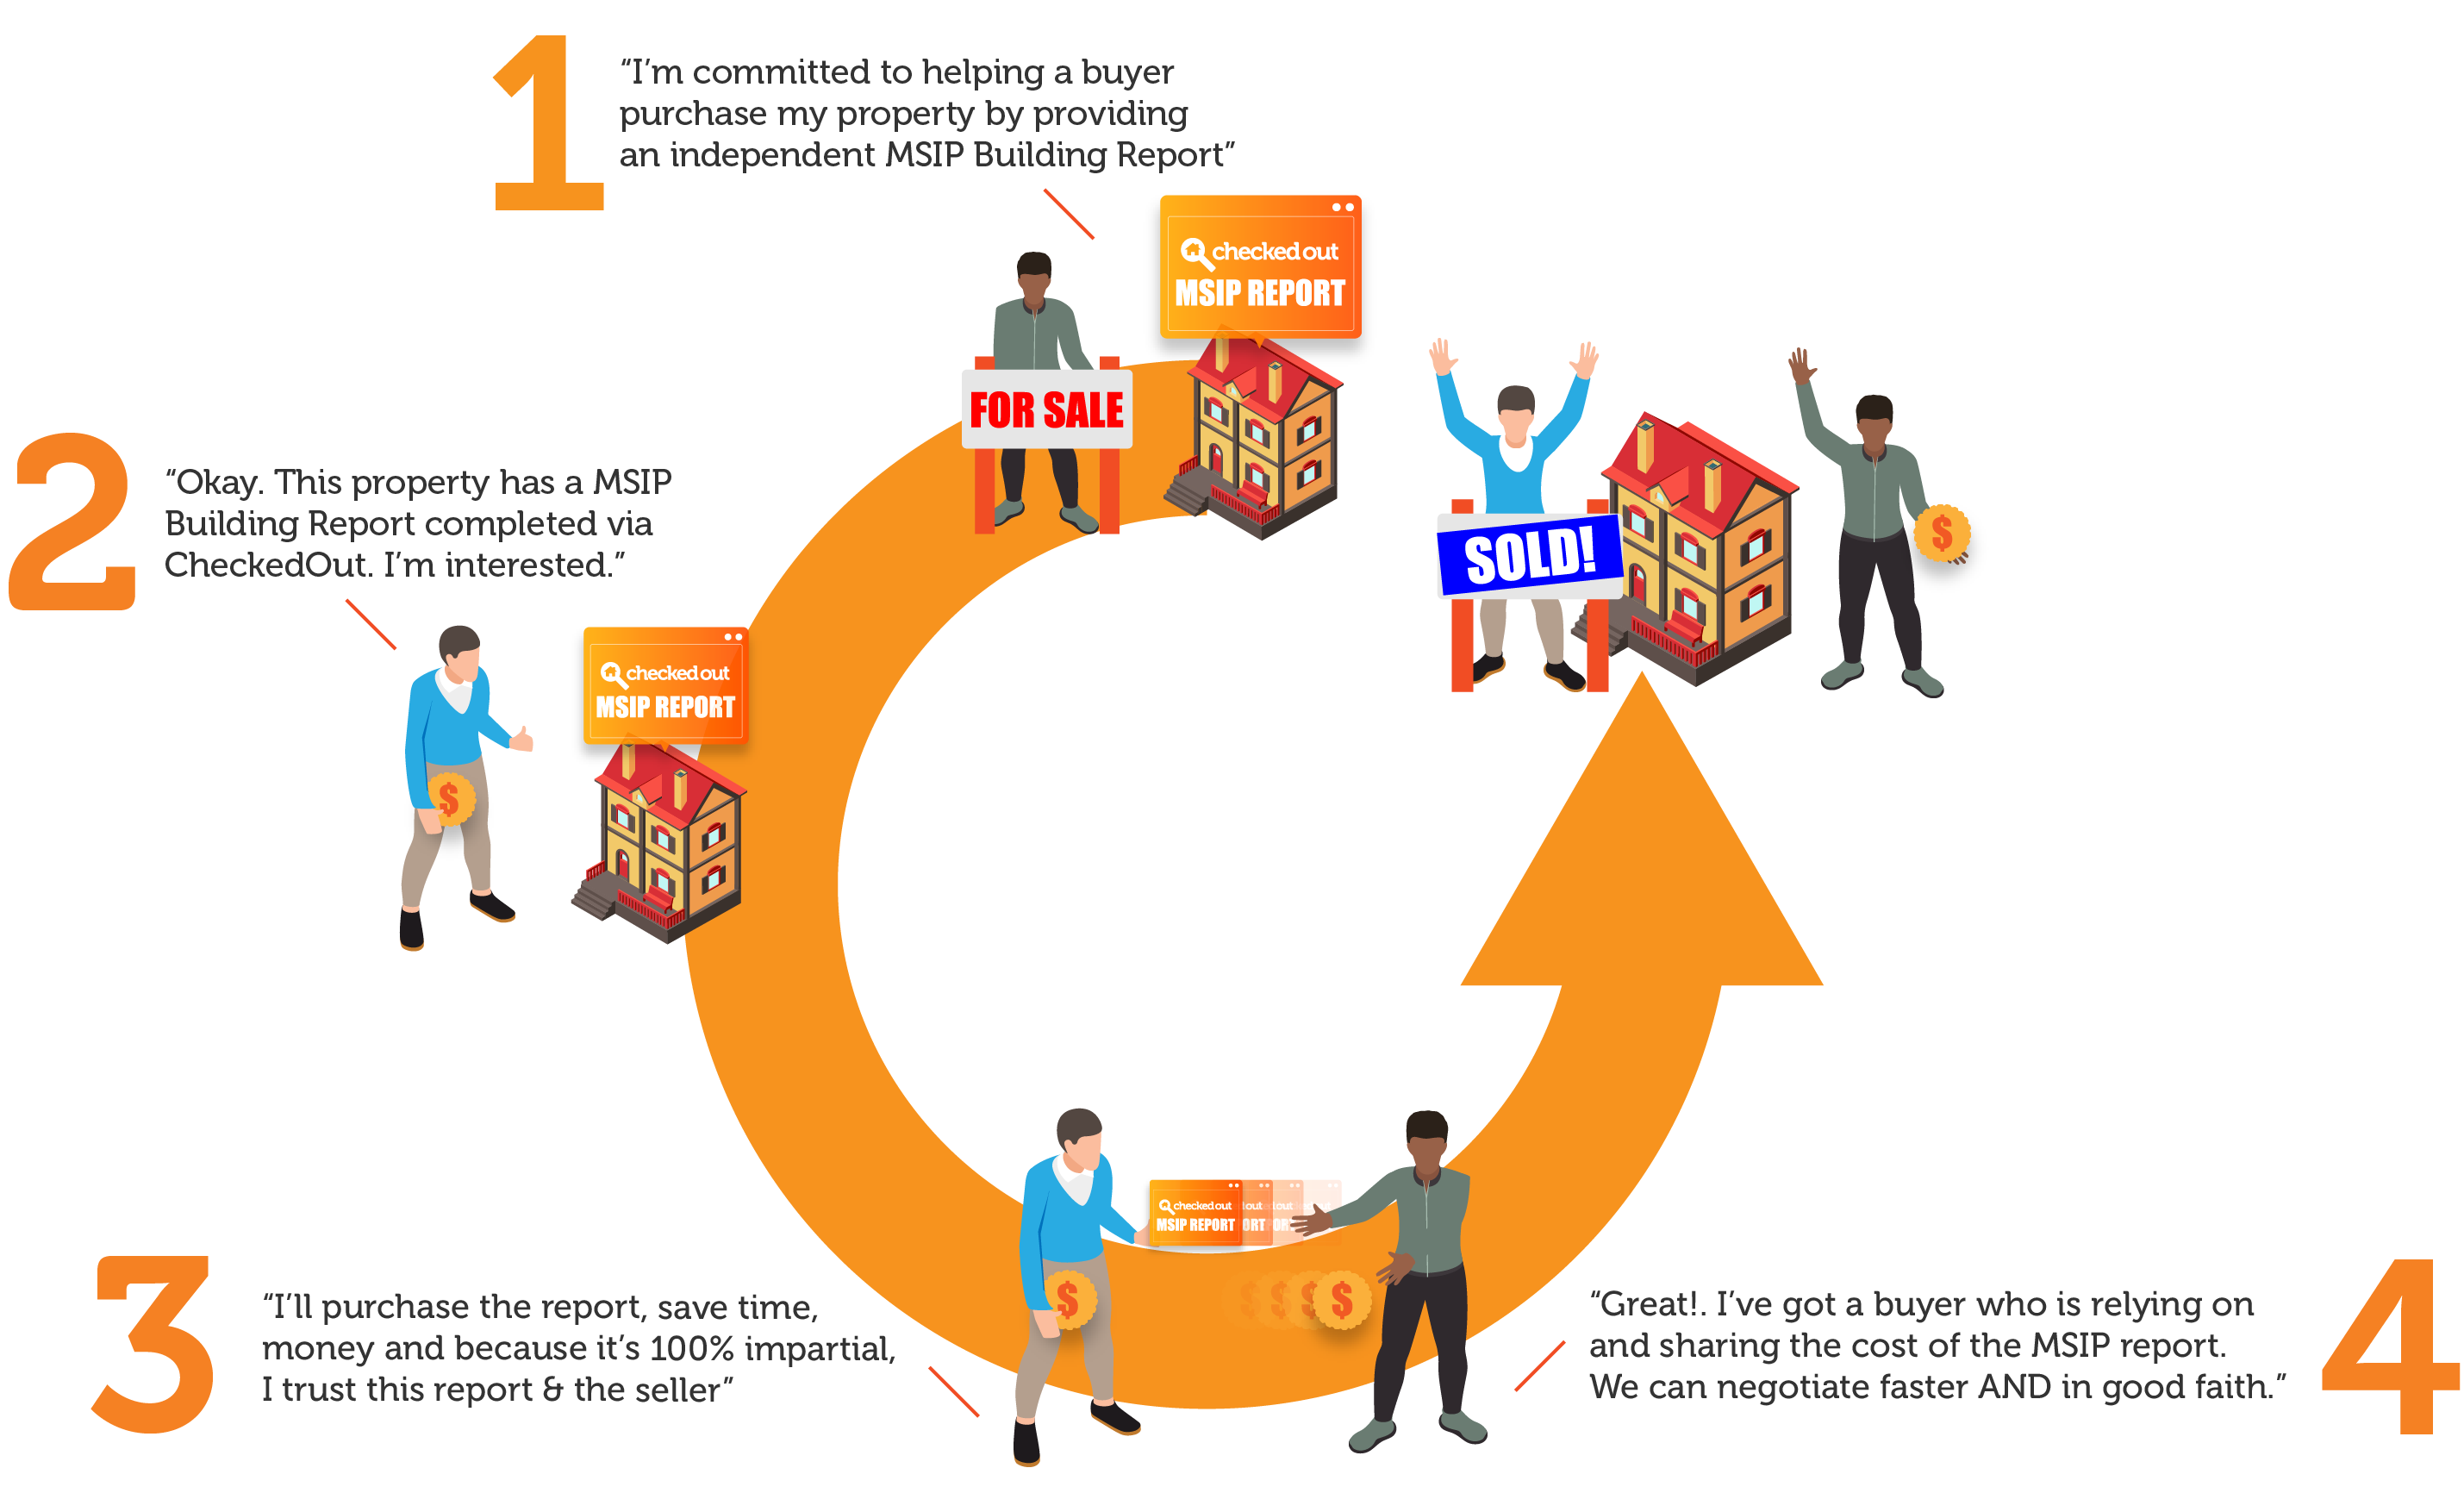 1
“I’m committed to helping a buyer
purchase my property by providing
an independent MSIP Building Report”
checked out
MSIP REPORT
FOR SALE
2
“Okay. This property has a MSIP
Building Report completed via
CheckedOut. I’m interested.”
checked out
MSIP REPORT
$
SOLD!
$
3
“I’ll purchase the report, save time,
money and because it’s 100% impartial,
I trust this report & the seller”
checked out
MSIP REPORT
out
ORT
out
POR
$
$
$
$
$
“Great!. I’ve got a buyer who is relying on
and sharing the cost of the MSIP report.
We can negotiate faster AND in good faith.”
4